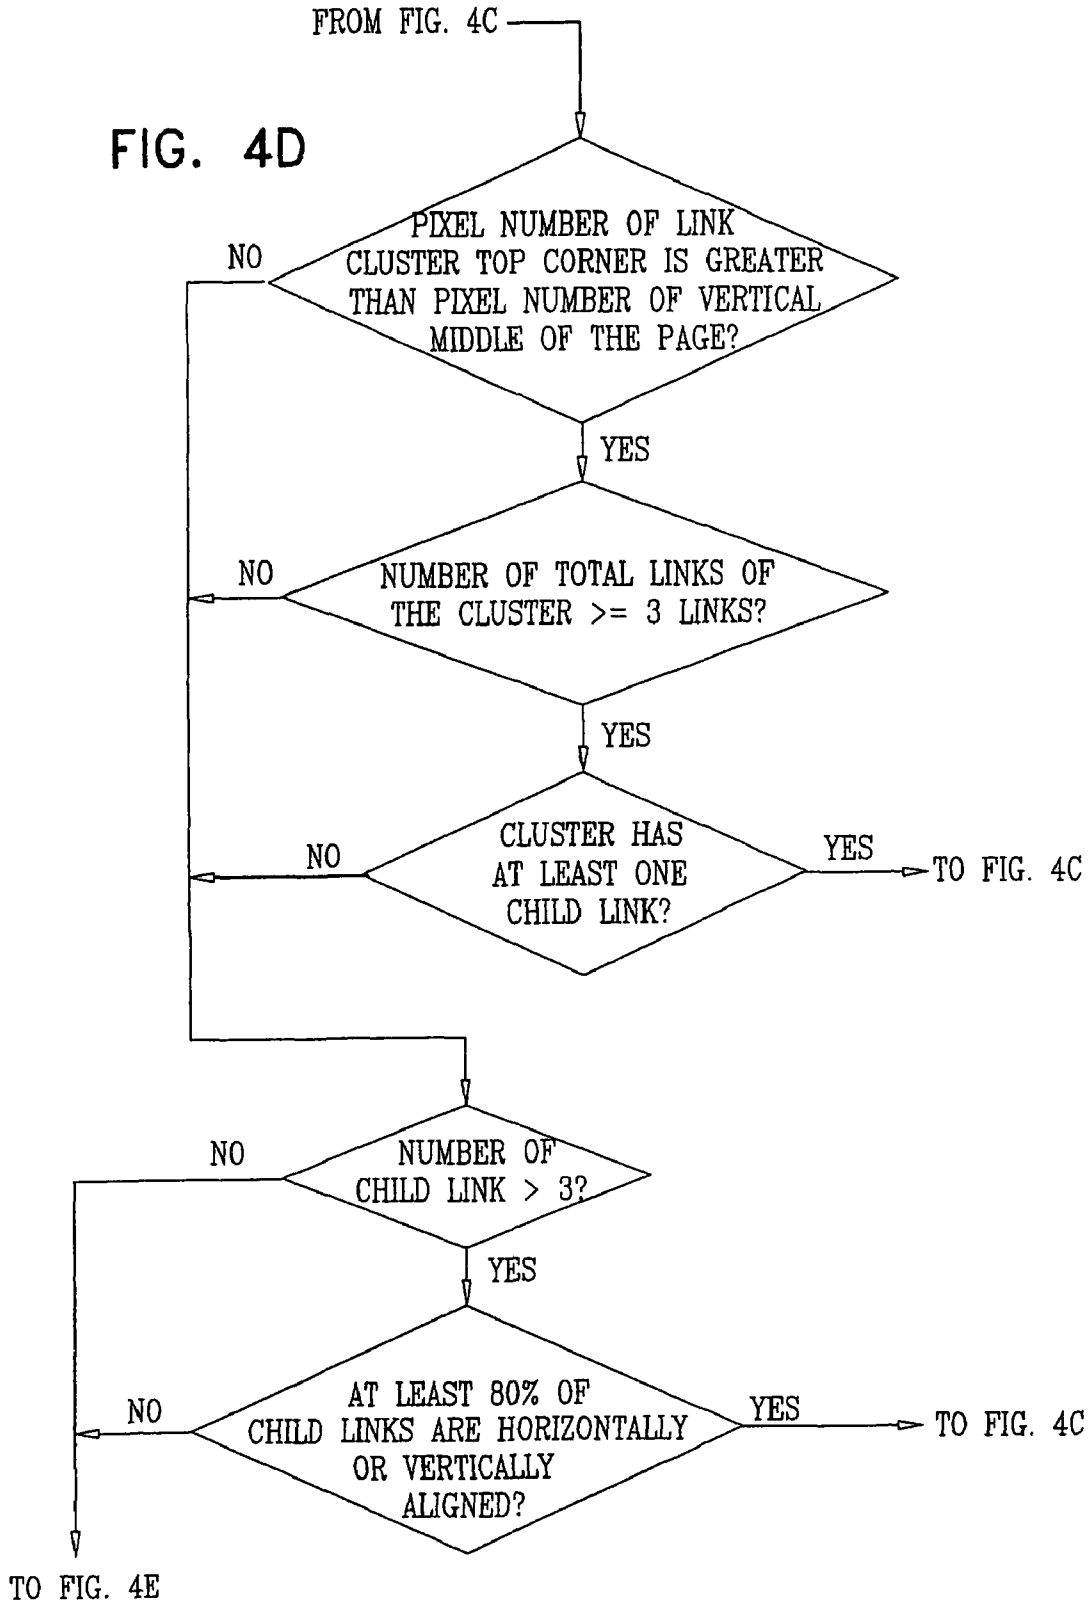 FROM FIG. 4C
FIG. 4D
PIXEL NUMBER OF LINK
CLUSTER TOP CORNER IS GREATER
THAN PIXEL NUMBER OF VERTICAL
MIDDLE OF THE PAGE?
NO
YES
NUMBER OF TOTAL LINKS OF
THE CLUSTER >= 3 LINKS?
NO
YES
CLUSTER HAS
AT LEAST ONE
CHILD LINK?
NO
YES
TO FIG. 4C
NUMBER OF
CHILD LINK > 3?
NO
YES
AT LEAST 80% OF
CHILD LINKS ARE HORIZONTALLY
OR VERTICALLY
ALIGNED?
NO
YES
TO FIG. 4C
TO FIG. 4E